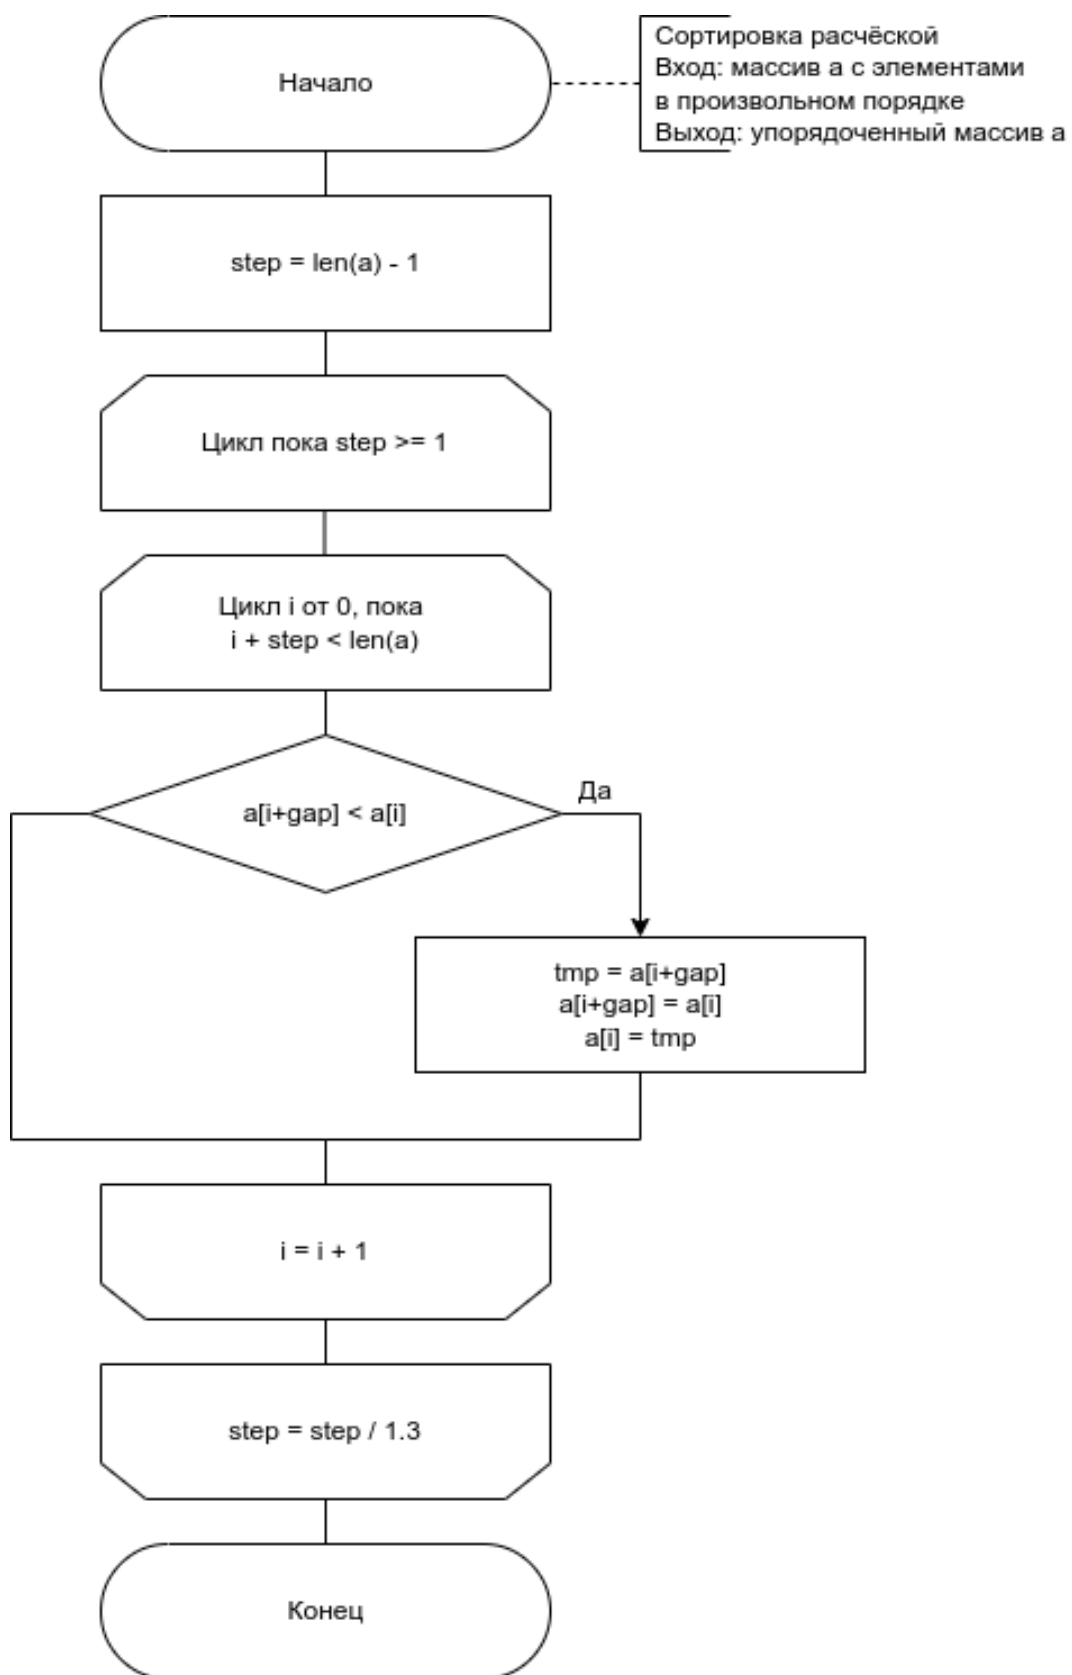 Начало
Сортировка расчёской
Вход: массив a с элементами
в произвольном порядке
Выход: упорядоченный массив a
step = len(a) - 1
Цикл пока step >= 1
Цикл i от 0, пока
i + step < len(a)
a[i+gap] < a[i]
Да
tmp = a[i+gap]
a[i+gap] = a[i]
a[i] = tmp
i = i + 1
step = step / 1.3
Конец